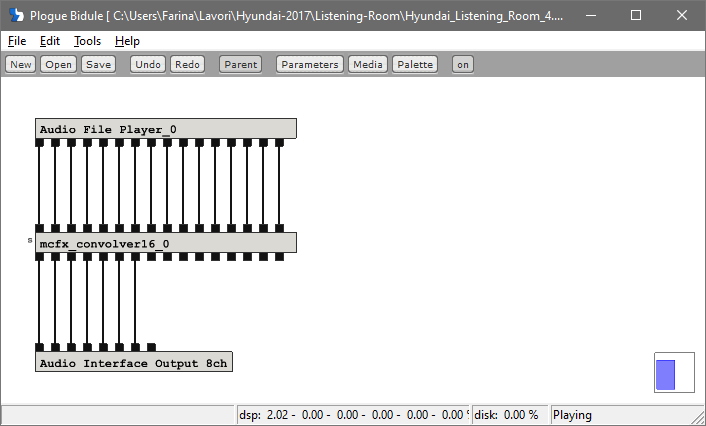 Plogue Bidule [ C:\Users\Farina\Lavori\Hyundai-2017\Listening-Room\Hyundai_Listening_Room_4....
File Edit Tools Help
New Open Save Undo Redo Parent Parameters Media Palette on
Audio File Player_0
s mcfx_convolver16_0
Audio Interface Output 8ch
dsp: 2.02 - 0.00 - 0.00 - 0.00 - 0.00 - 0.00 % disk: 0.00 % Playing